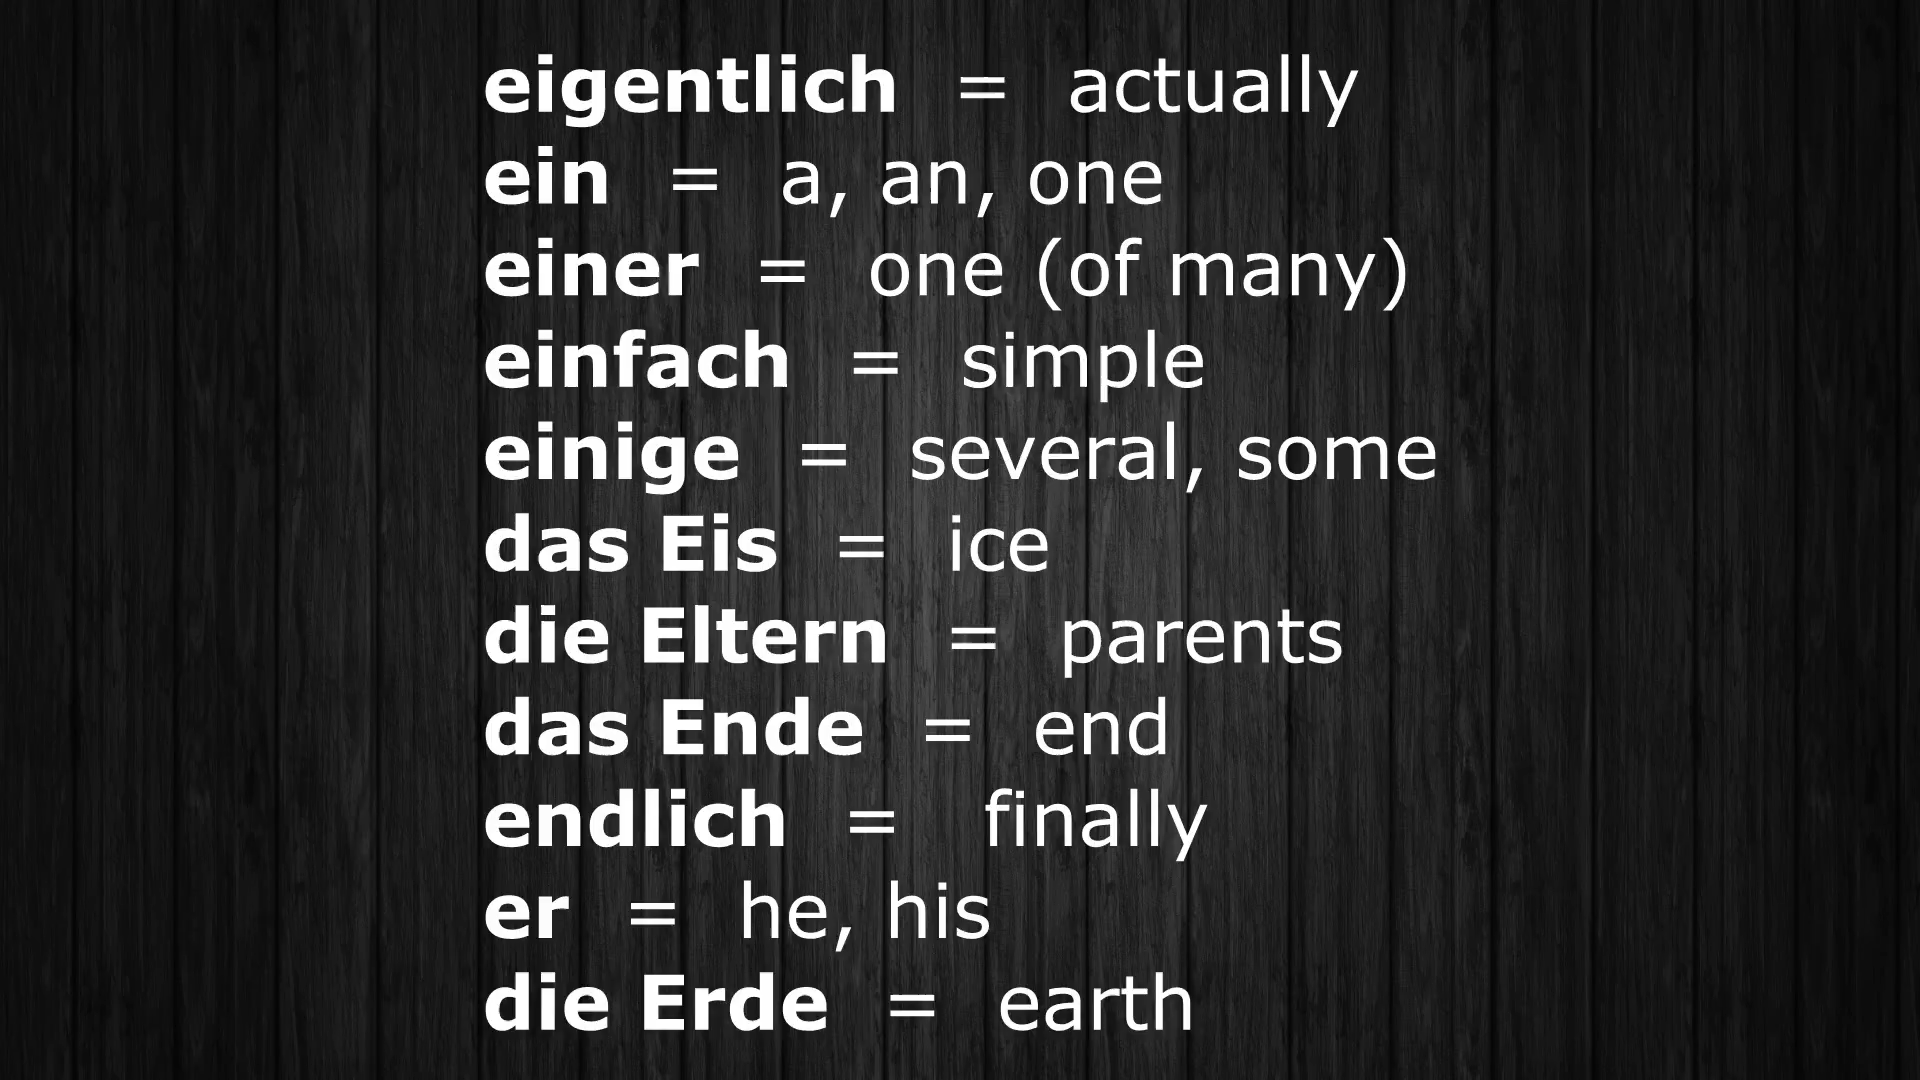 eigentlich = actually
ein = a, an, one
einer = one (of many)
einfach = simple
einige = several, some
das Eis = ice
die Eltern = parents
das Ende = end
endlich = finally
er = he, his
die Erde = earth